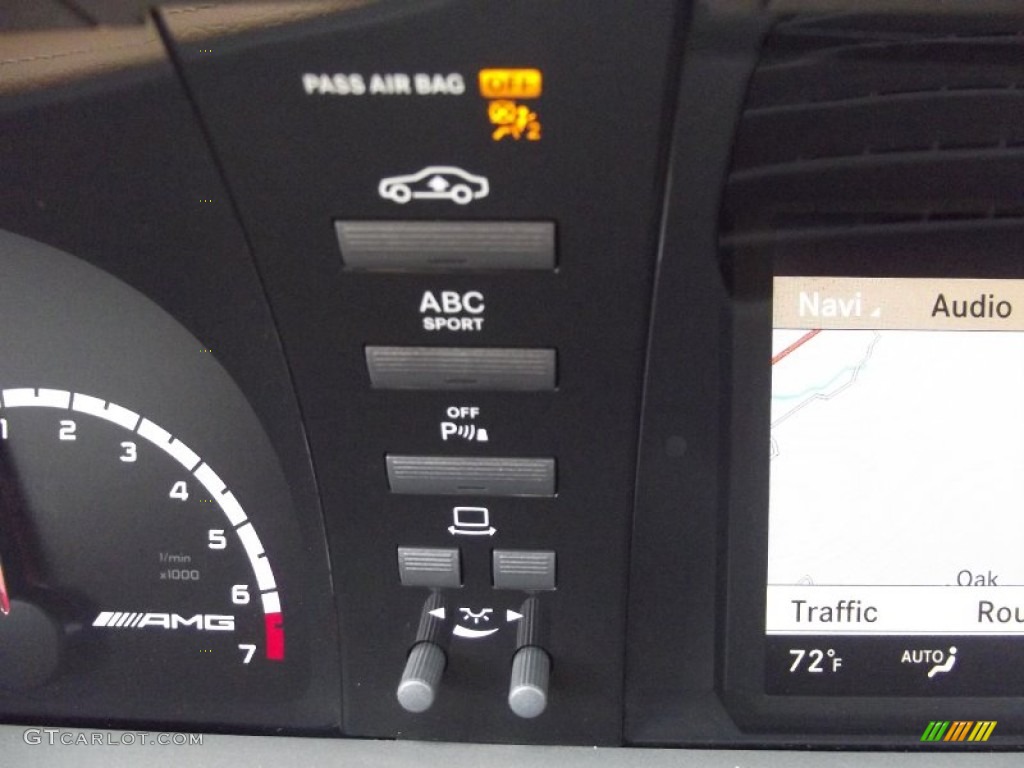 PASS AIR BAG OFF
2
ABC
SPORT
OFF
P
Navi Audio
1
2
3
4
5
6
7
1/min
x1000
AMG
Oak
Traffic Rou
72°F AUTO
GTCARLOT.COM